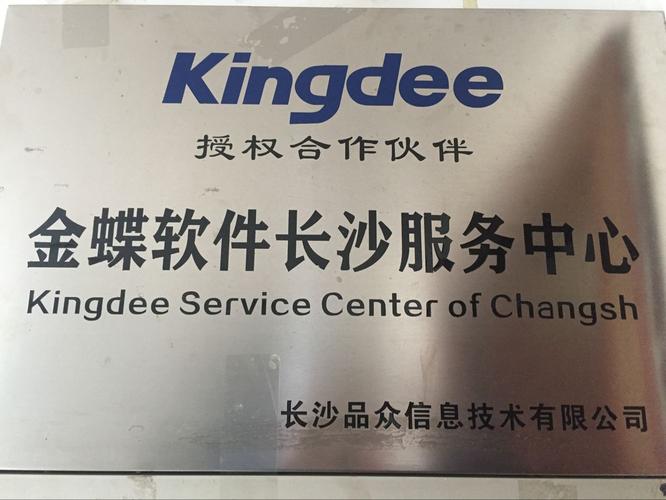 Kingdee
授权合作伙伴
金蝶软件长沙服务中心
Kingdee Service Center of Changsh
长沙品众信息技术有限公司